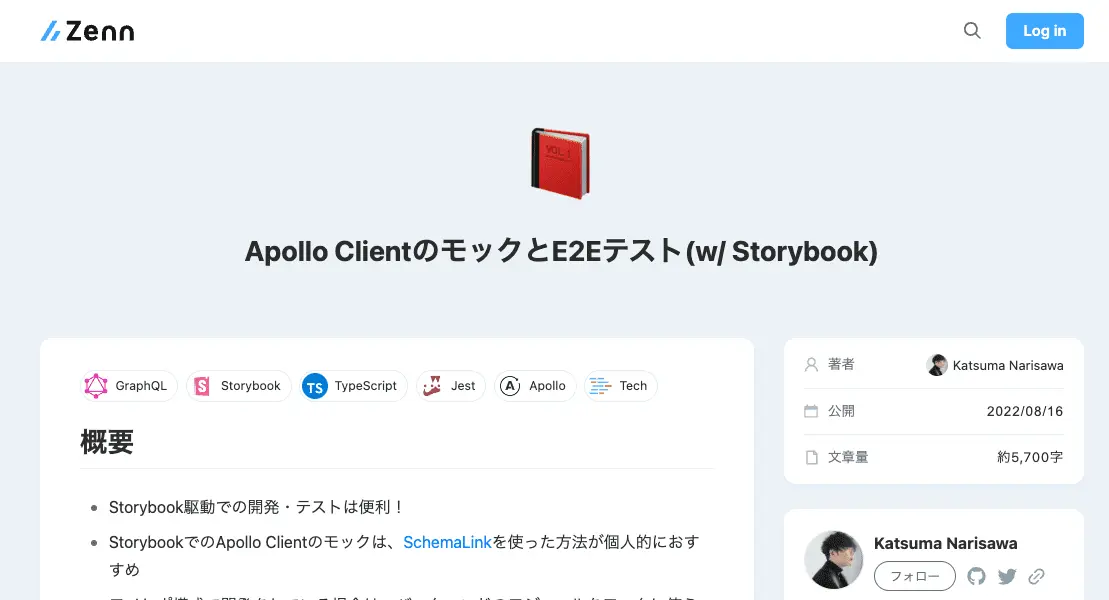 Zenn
Log in
VOL. 1
Apollo ClientのモックとE2Eテスト(w/ Storybook)
GraphQL
Storybook
TypeScript
Jest
Apollo
Tech
概要
Storybook駆動での開発・テストは便利！
StorybookでのApollo Clientのモックは、SchemaLinkを使った方法が個人的におす
すめ
著者
Katsuma Narisawa
公開
2022/08/16
文章量
約5,700字
Katsuma Narisawa
フォロー